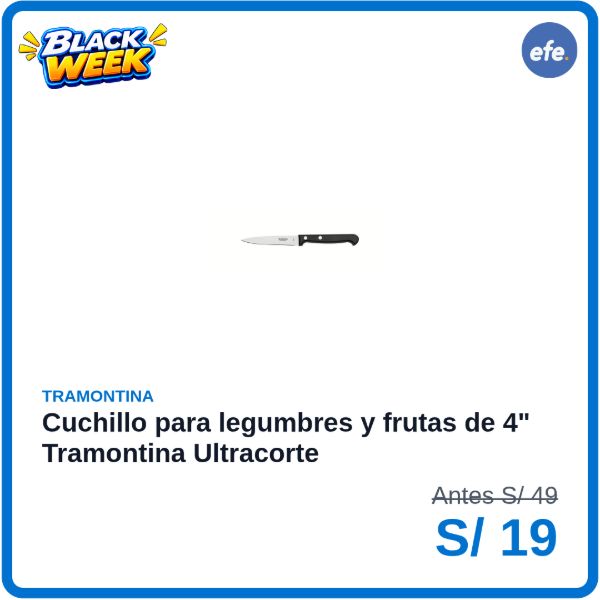 BLACK
WEEK
efe.
TRAMONTINA
Cuchillo para legumbres y frutas de 4"
Tramontina Ultracorte
Antes S/ 49
S/ 19